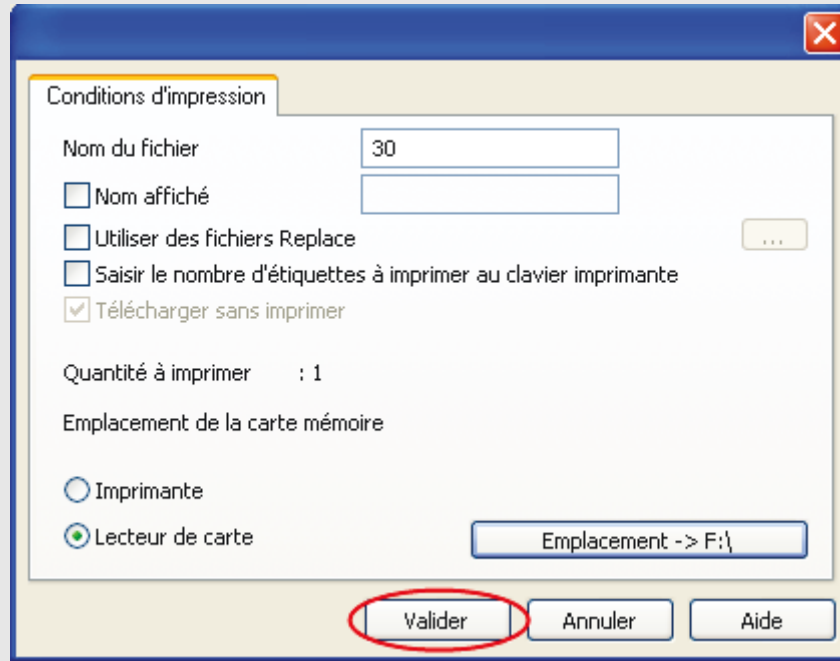 Conditions d'impression
Nom du fichier 30
Nom affiché
Utiliser des fichiers Replace ...
Saisir le nombre d'étiquettes à imprimer au clavier imprimante
Télécharger sans imprimer
Quantité à imprimer : 1
Emplacement de la carte mémoire
Imprimante
Lecteur de carte Emplacement -> F:\
Valider Annuler Aide